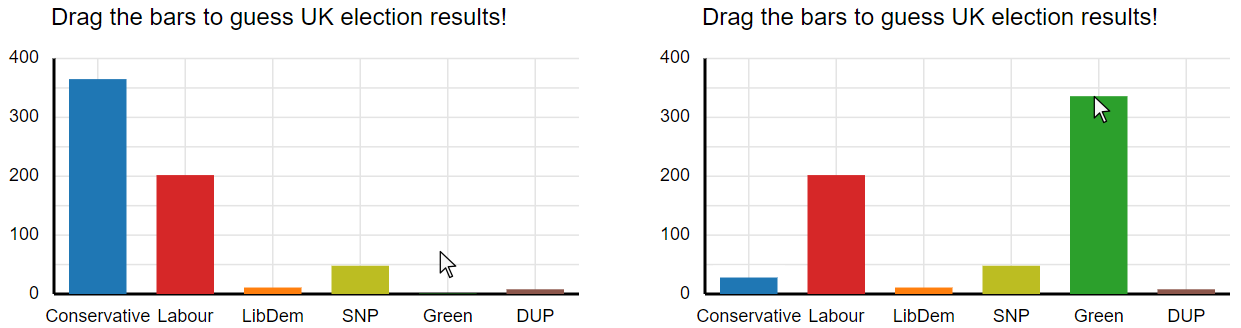 Drag the bars to guess UK election results!
400
300
200
100
0
Conservative Labour LibDem SNP Green DUP
Drag the bars to guess UK election results!
400
300
200
100
0
Conservative Labour LibDem SNP Green DUP